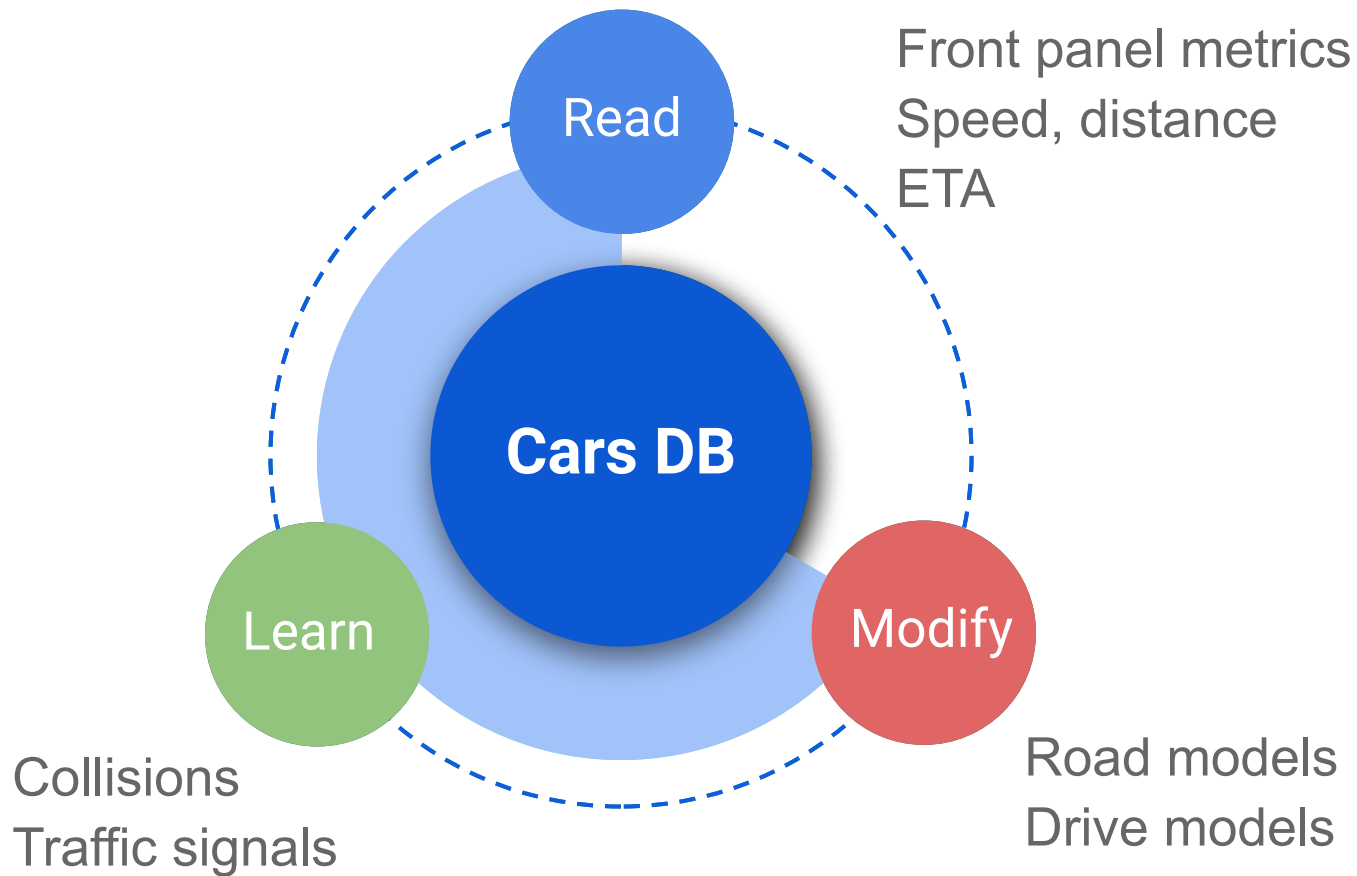 Read
Front panel metrics
Speed, distance
ETA
Cars DB
Learn
Modify
Collisions
Traffic signals
Road models
Drive models